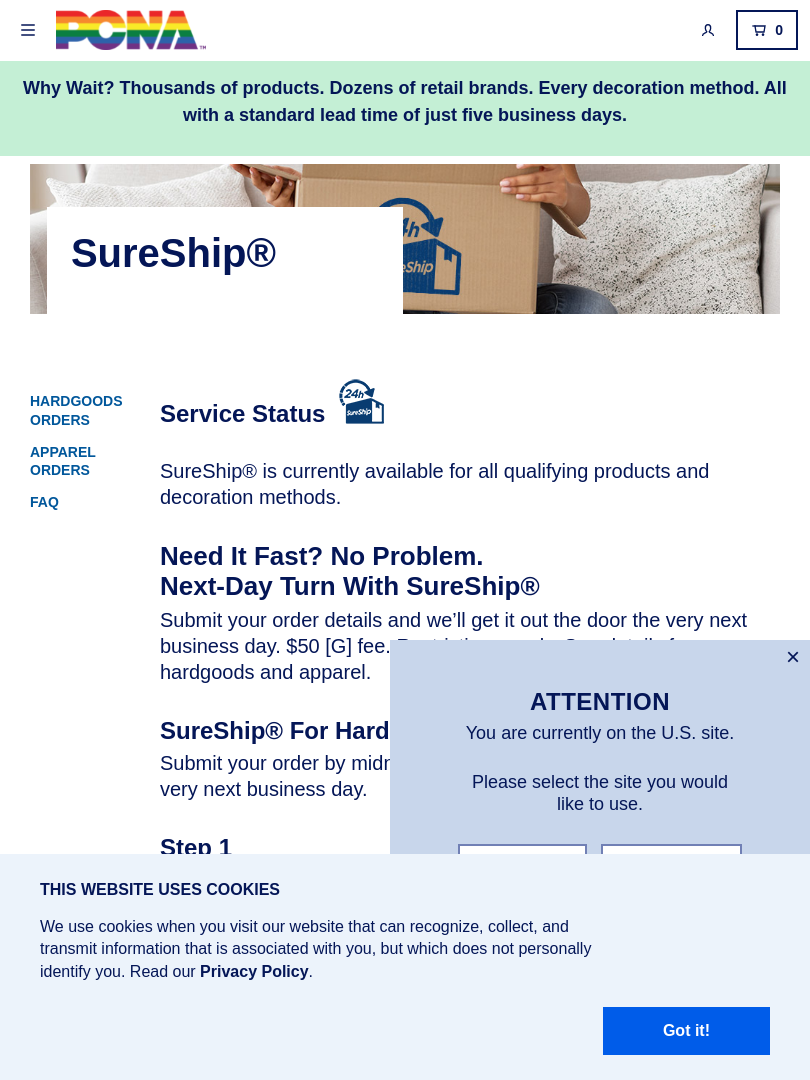 PCNA™
0
Why Wait? Thousands of products. Dozens of retail brands. Every decoration method. All
with a standard lead time of just five business days.
SureShip®
HARDGOODS
ORDERS
APPAREL
ORDERS
FAQ
Service Status
24h
SureShip
SureShip® is currently available for all qualifying products and
decoration methods.
Need It Fast? No Problem.
Next-Day Turn With SureShip®
Submit your order details and we’ll get it out the door the very next
business day. $50 [G] fee.
hardgoods and apparel.
SureShip® For Hard
Submit your order by midn
very next business day.
Step 1
×
ATTENTION
You are currently on the U.S. site.
Please select the site you would
like to use.
THIS WEBSITE USES COOKIES
We use cookies when you visit our website that can recognize, collect, and
transmit information that is associated with you, but which does not personally
identify you. Read our Privacy Policy.
Got it!